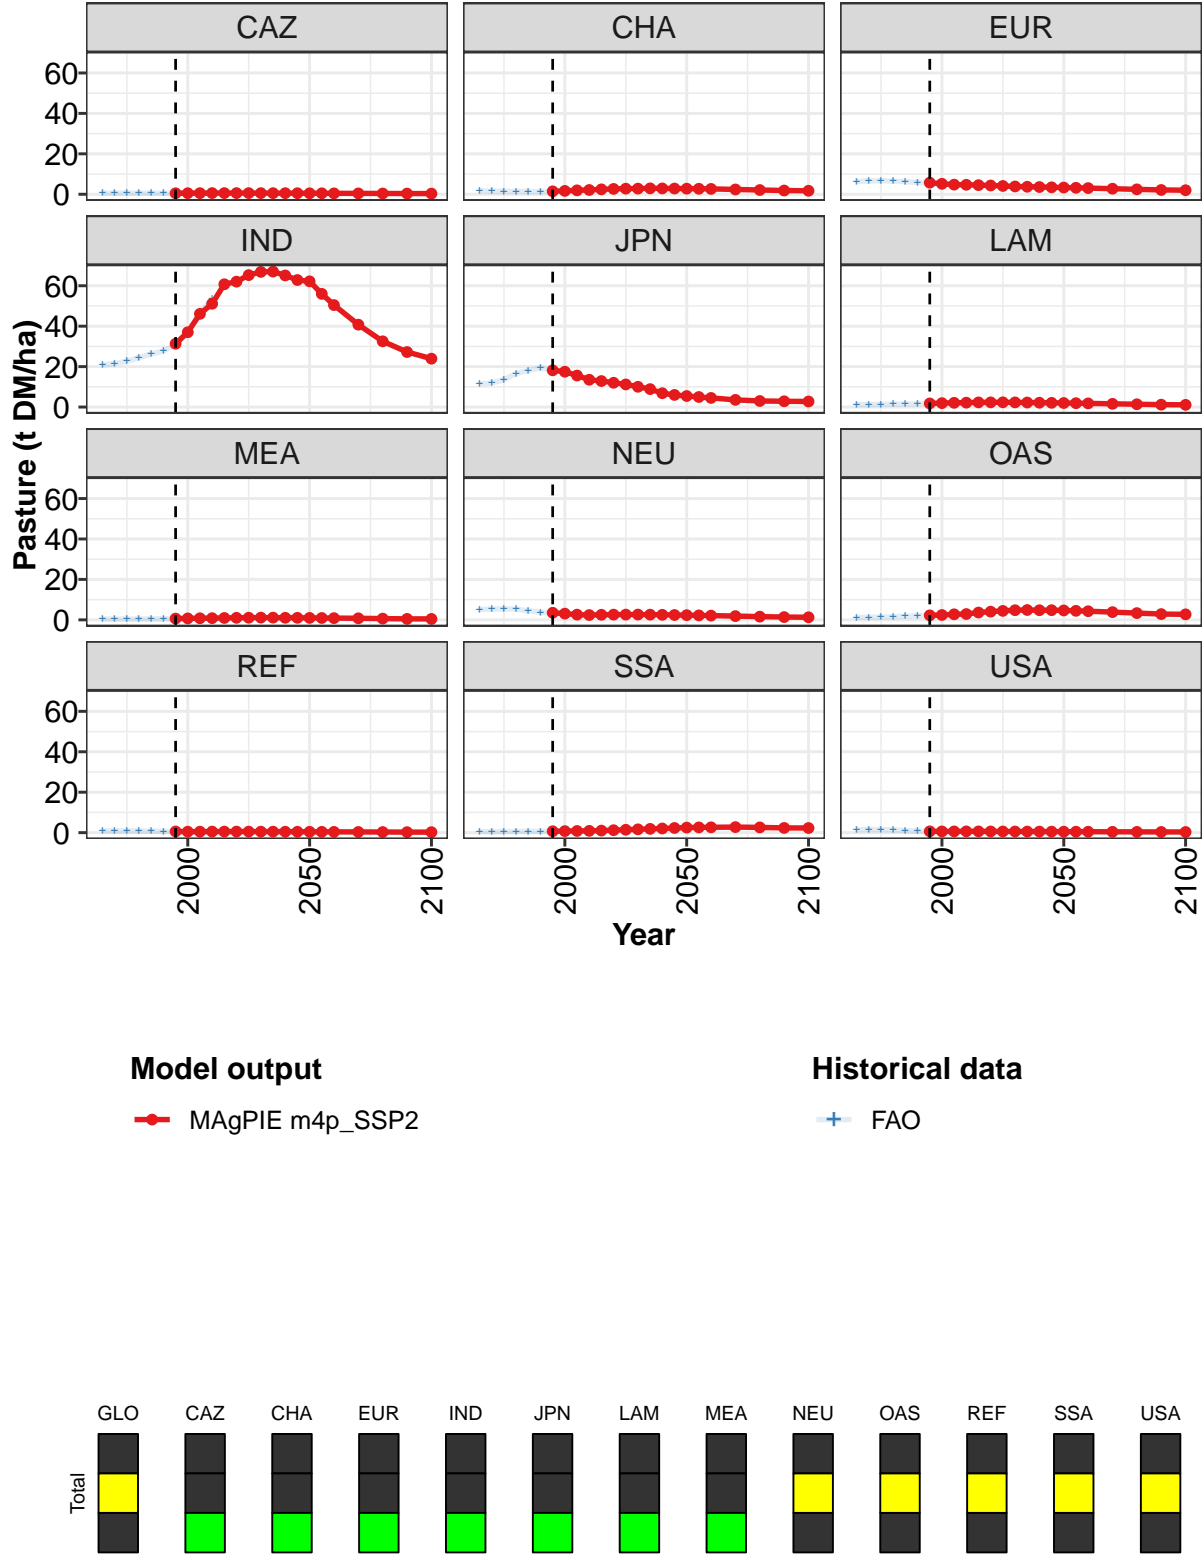 CAZ CHA EUR
60
40
20
0
IND JPN LAM
60
40
20
0
Pasture (t DM/ha)
MEA NEU OAS
60
40
20
0
REF SSA USA
60
40
20
0
2000 2050 2100 2000 2050 2100 2000 2050 2100
Year
Model output Historical data
MAgPIE m4p_SSP2 FAO
GLO CAZ CHA EUR IND JPN LAM MEA NEU OAS REF SSA USA
Total